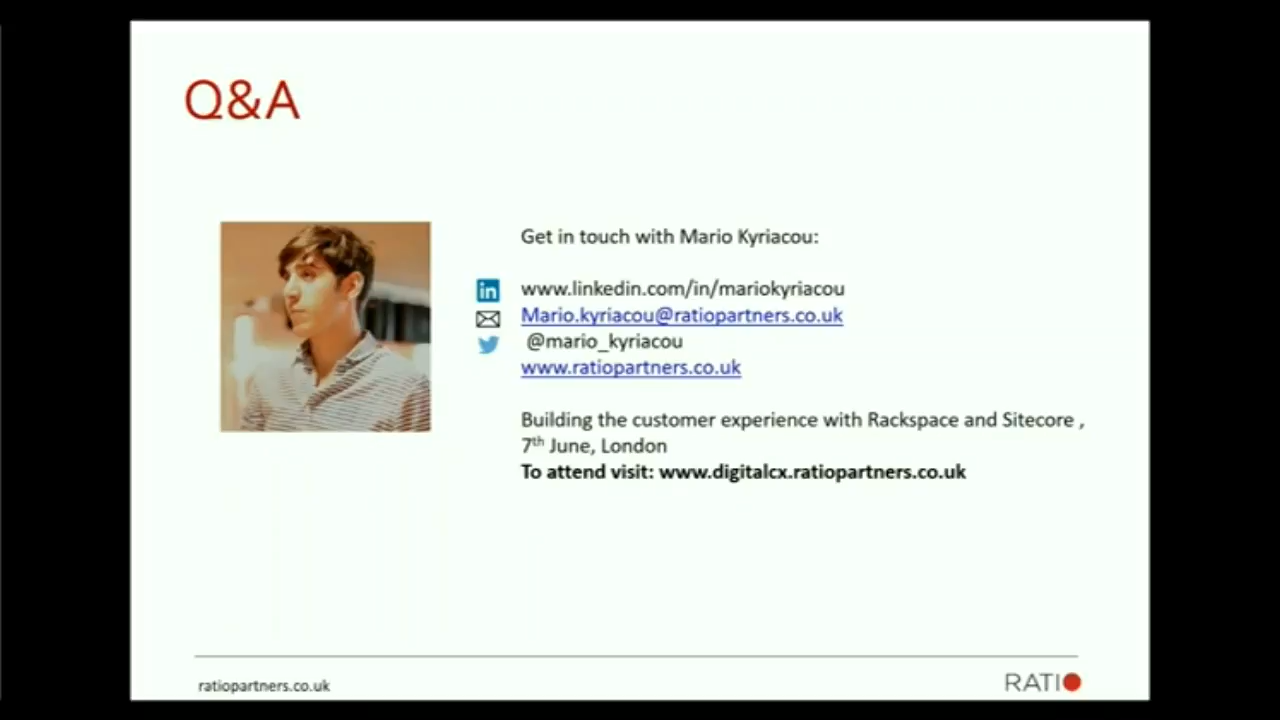 Q&A
Get in touch with Mario Kyriacou:
www.linkedin.com/in/mariokyriacou
Mario.kyriacou@ratiopartners.co.uk
@mario_kyriacou
www.ratiopartners.co.uk
Building the customer experience with Rackspace and Sitecore ,
7th June, London
To attend visit: www.digitalcx.ratiopartners.co.uk
ratiopartners.co.uk
RATIO